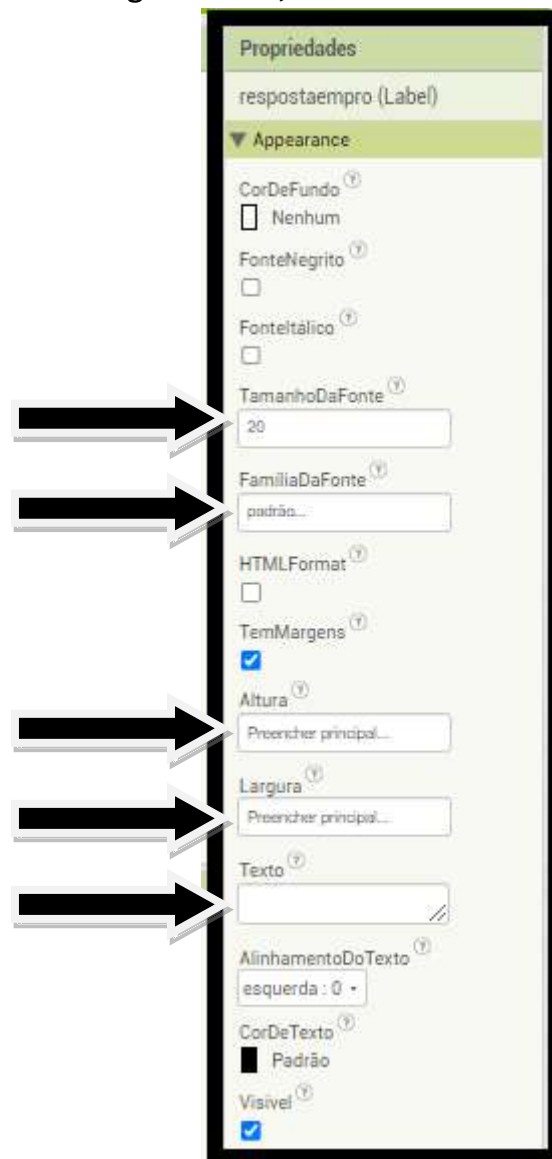 Propriedades
respostaempro (Label)
Appearance
CorDeFundo ?
Nenhum
FonteNegrito ?
FonteItálico ?
TamanhoDaFonte ?
20
FamíliaDaFonte ?
padrão...
HTMLFormat ?
TemMargens ?
Altura ?
Preencher principal...
Largura ?
Preencher principal...
Texto ?
AlinhamentoDoTexto ?
esquerda : 0
CorDeTexto ?
Padrão
Visível ?